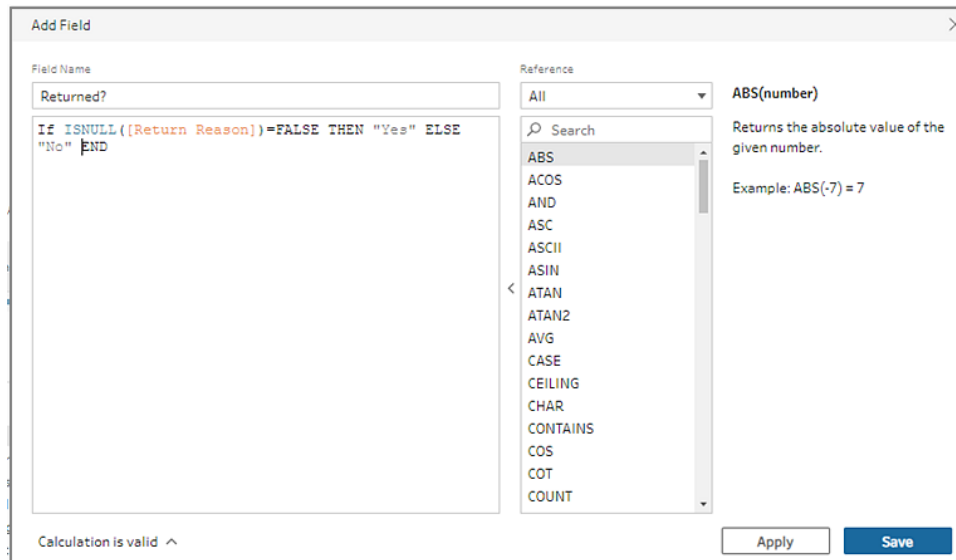 Add Field
Field Name
Returned?
If ISNULL([Return Reason])=FALSE THEN "Yes" ELSE
"No" END
Reference
All
Search
ABS
ACOS
AND
ASC
ASCII
ASIN
ATAN
ATAN2
AVG
CASE
CEILING
CHAR
CONTAINS
COS
COT
COUNT
ABS(number)
Returns the absolute value of the
given number.
Example: ABS(-7) = 7
Calculation is valid
Apply
Save